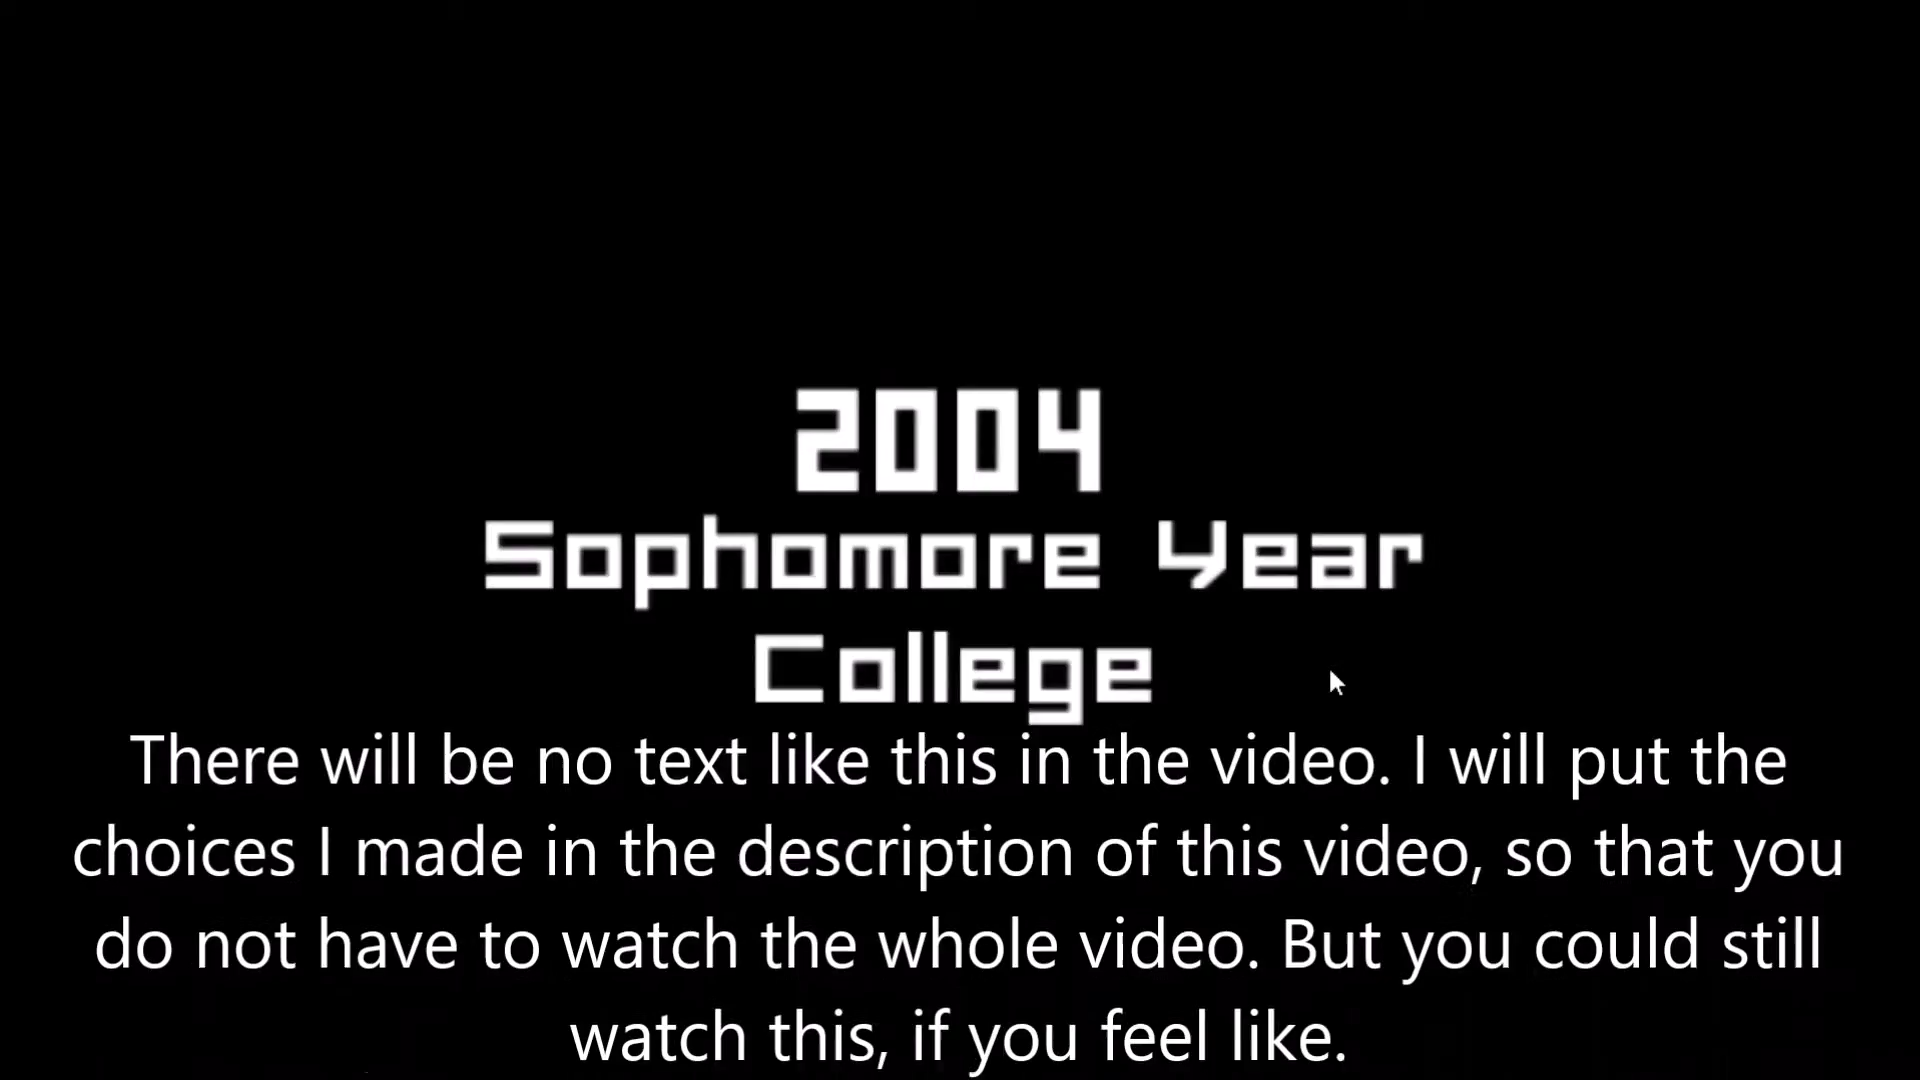 2004
Sophomore Year
College
There will be no text like this in the video. I will put the
choices I made in the description of this video, so that you
do not have to watch the whole video. But you could still
watch this, if you feel like.